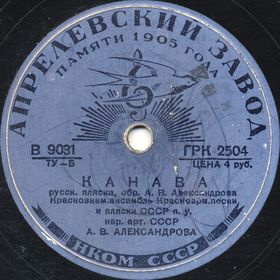 АПРЕЛЕВСКИЙ ЗАВОД
ПАМЯТИ 1905 ГОДА
В 9031 ГРК 2504
ТУ-Б ЦЕНА 4 руб.
КАНАВА
русск. пляска, обр. А. В. Александрова
Краснознам. ансамбль Красноарм. песни
и пляски СССР п. у.
нар. арт. СССР
А. В. АЛЕКСАНДРОВА
НКОМ СССР